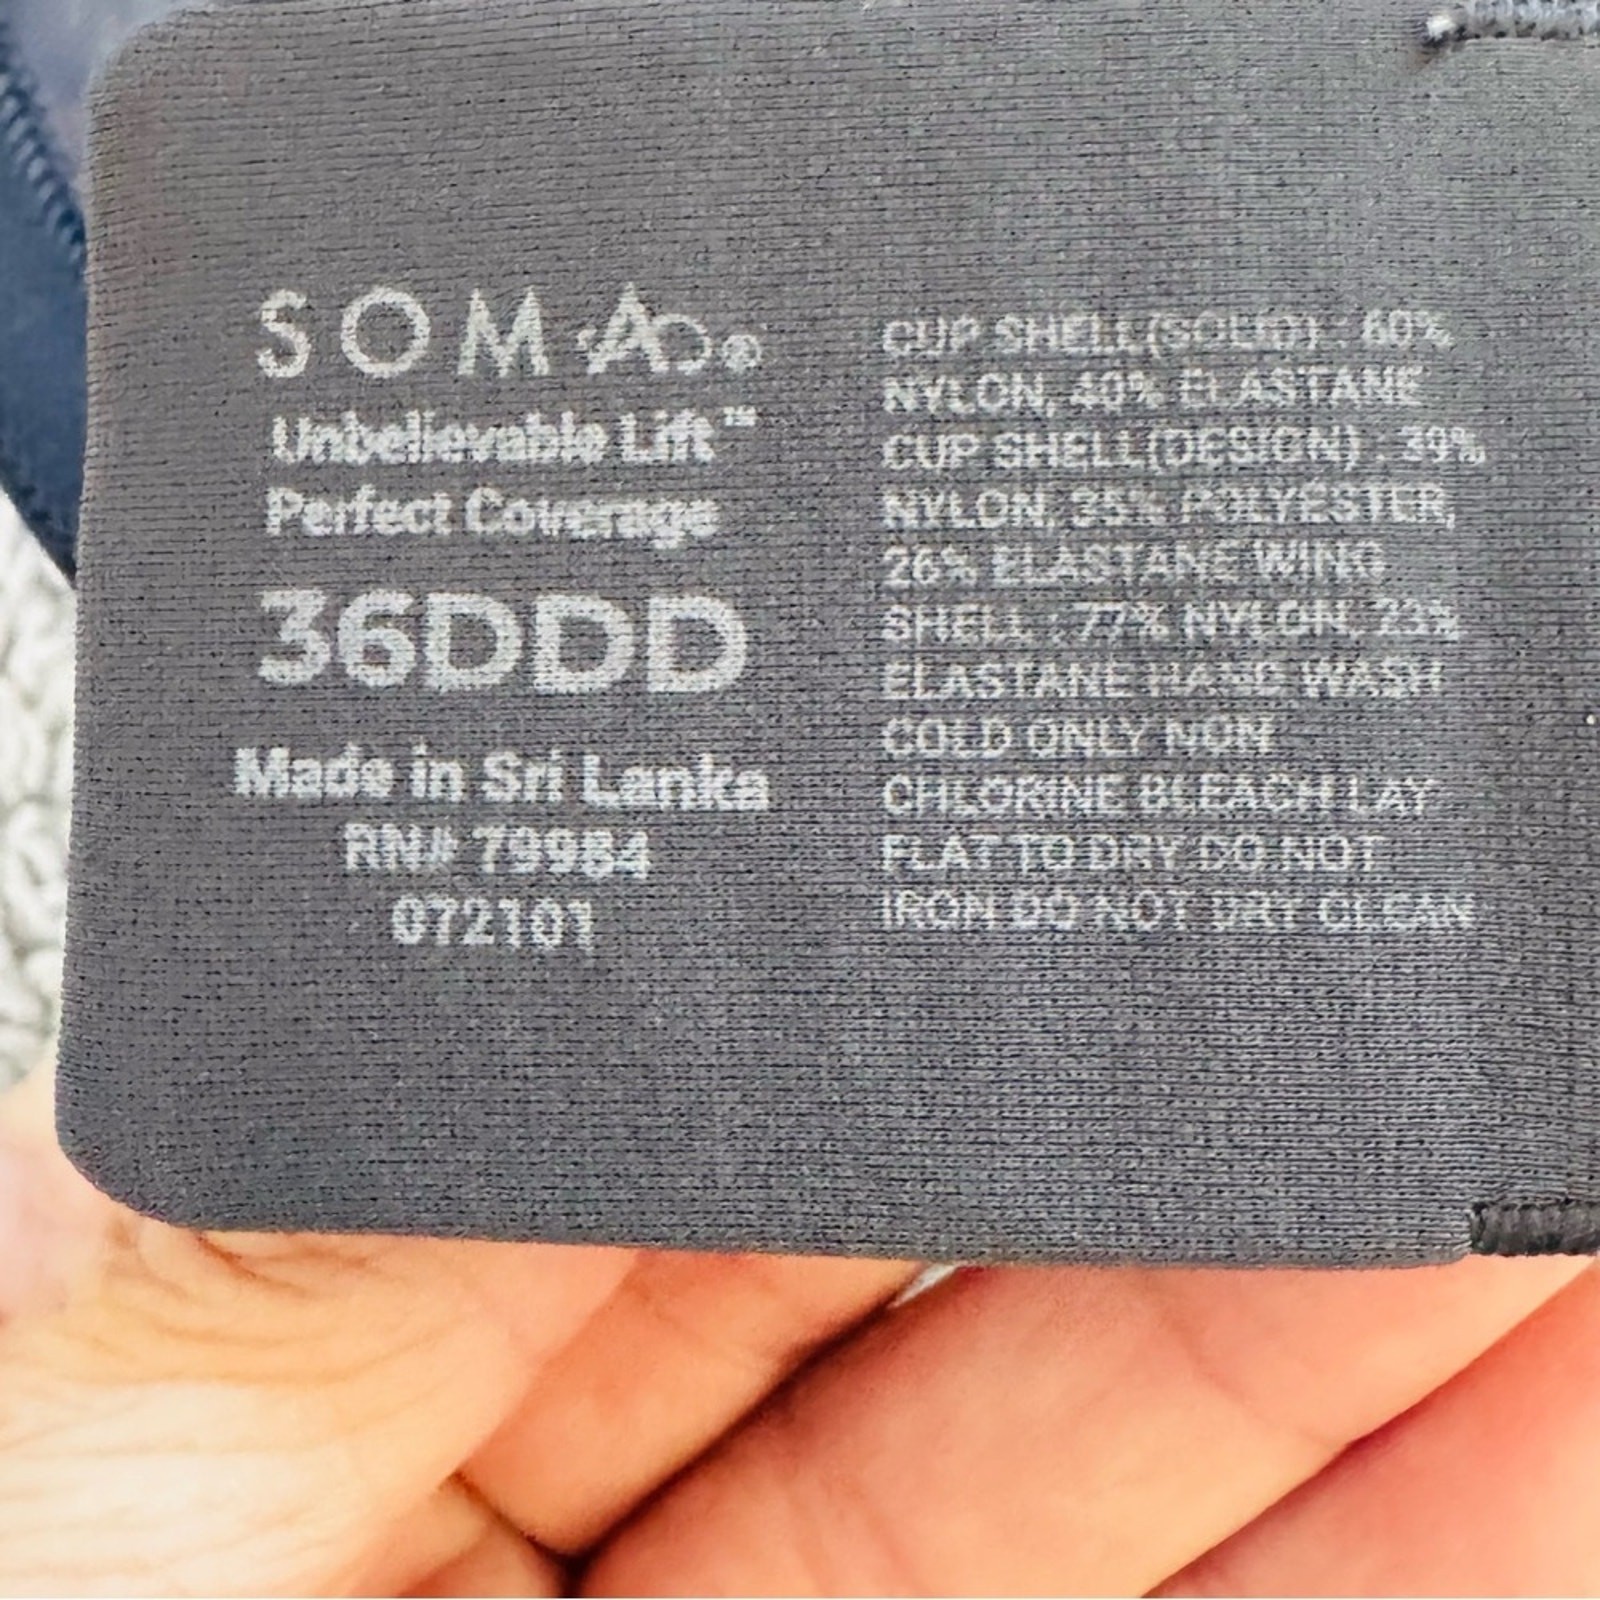 SOMA®
Unbelievable Lift™
Perfect Coverage
36DDD
Made in Sri Lanka
RN# 79984
072101
CUP SHELL(SOLID) : 60%
NYLON, 40% ELASTANE
CUP SHELL(DESIGN) : 39%
NYLON, 35% POLYESTER,
26% ELASTANE WING
SHELL : 77% NYLON, 23%
ELASTANE HAND WASH
COLD ONLY NON
CHLORINE BLEACH LAY
FLAT TO DRY DO NOT
IRON DO NOT DRY CLEAN